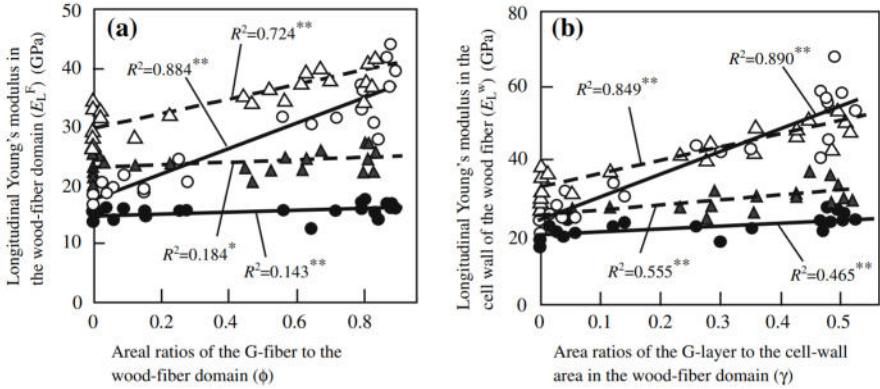 (a)
Longitudinal Young's modulus in
the wood-fiber domain (E_L^F) (GPa)
50
40
30
20
10
0
R²=0.724**
R²=0.884**
R²=0.184*
R²=0.143**
0 0.2 0.4 0.6 0.8
Areal ratios of the G-fiber to the
wood-fiber domain (ϕ)
(b)
Longitudinal Young's modulus in the
cell wall of the wood fiber (E_L^w) (GPa)
80
60
40
20
0
R²=0.890**
R²=0.849**
R²=0.555**
R²=0.465**
0 0.1 0.2 0.3 0.4 0.5
Area ratios of the G-layer to the cell-wall
area in the wood-fiber domain (γ)